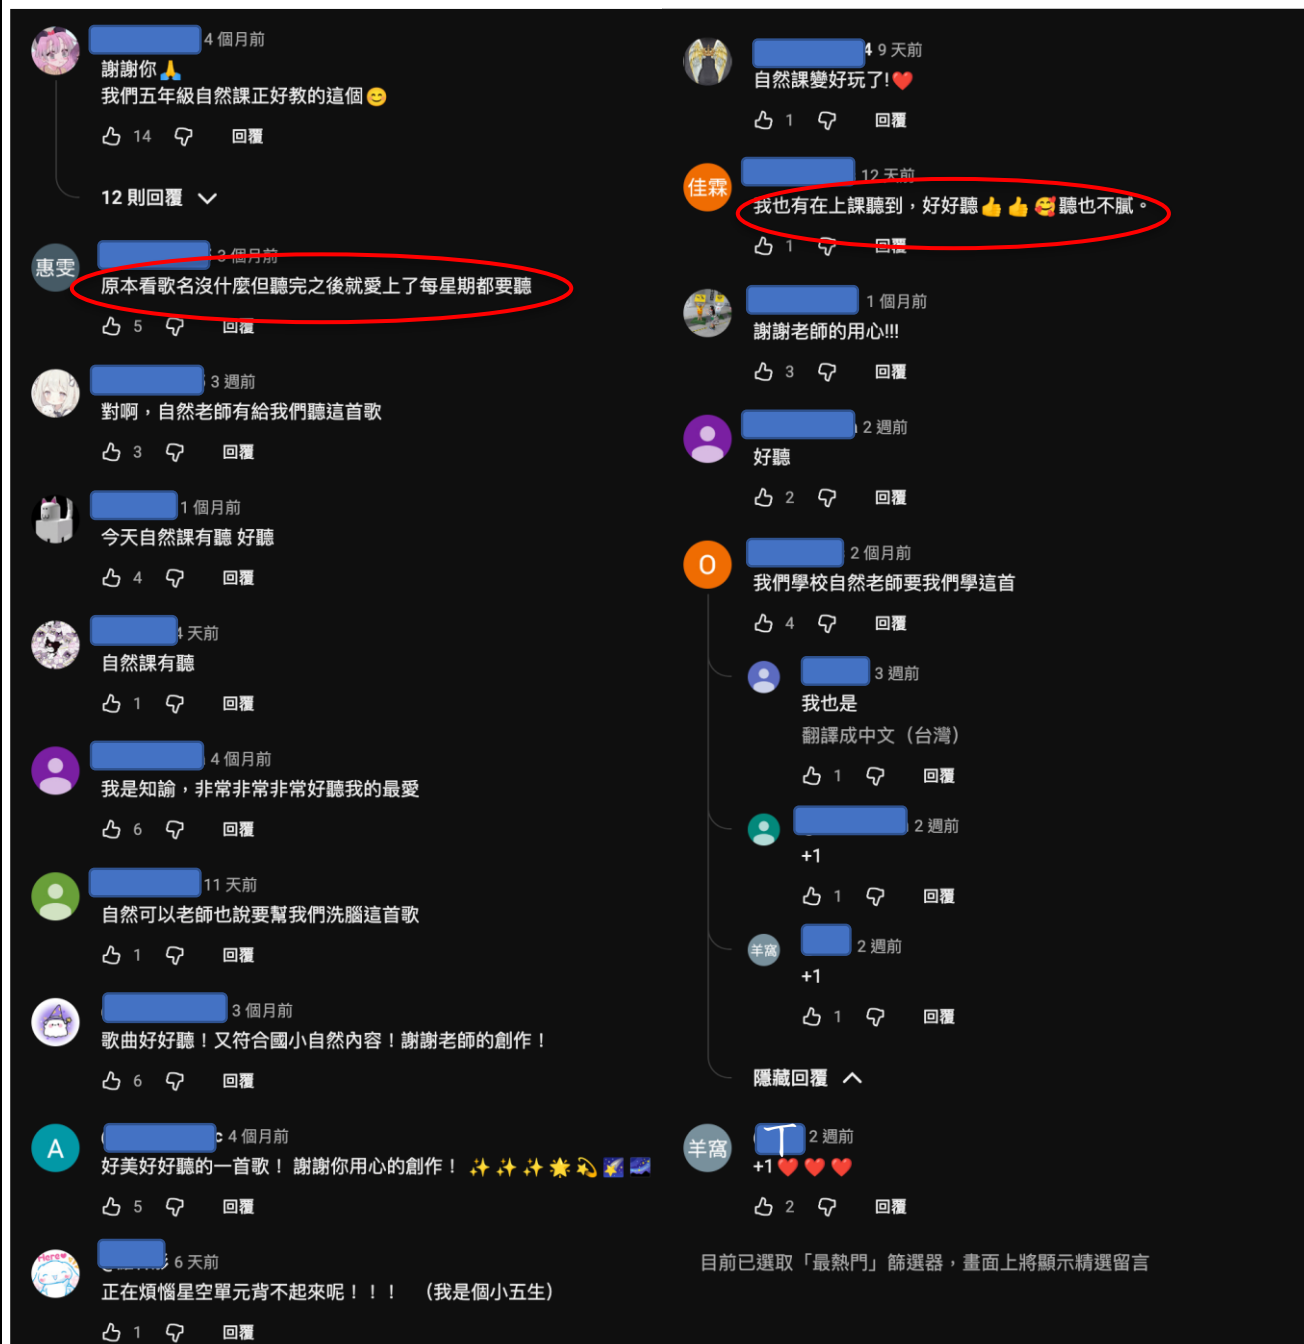 4 個月前
謝謝你🙏
我們五年級自然課正好教的這個😊
14 回覆
12 則回覆
惠雯
3 個月前
原本看歌名沒什麼但聽完之後就愛上了每星期都要聽
5 回覆
3 週前
對啊，自然老師有給我們聽這首歌
3 回覆
1 個月前
今天自然課有聽 好聽
4 回覆
4 天前
自然課有聽
1 回覆
4 個月前
我是知諭，非常非常非常好聽我的最愛
6 回覆
11 天前
自然可以老師也說要幫我們洗腦這首歌
1 回覆
3 個月前
歌曲好好聽！又符合國小自然內容！謝謝老師的創作！
6 回覆
A
c 4 個月前
好美好好聽的一首歌！ 謝謝你用心的創作！ ✨✨✨🌟💫🌠🌌
5 回覆
Here
6 天前
正在煩惱星空單元背不起來呢！！！ （我是個小五生）
1 回覆
4 9 天前
自然課變好玩了!❤️
1 回覆
佳霖
12 天前
我也有在上課聽到，好好聽👍👍🥰聽也不膩。
1 回覆
1 個月前
謝謝老師的用心!!!
3 回覆
2 週前
好聽
2 回覆
O
2 個月前
我們學校自然老師要我們學這首
4 回覆
3 週前
我也是
翻譯成中文（台灣）
1 回覆
2 週前
+1
1 回覆
羊窩
2 週前
+1
1 回覆
隱藏回覆
羊窩
2 週前
+1❤️❤️❤️
2 回覆
目前已選取「最熱門」篩選器，畫面上將顯示精選留言